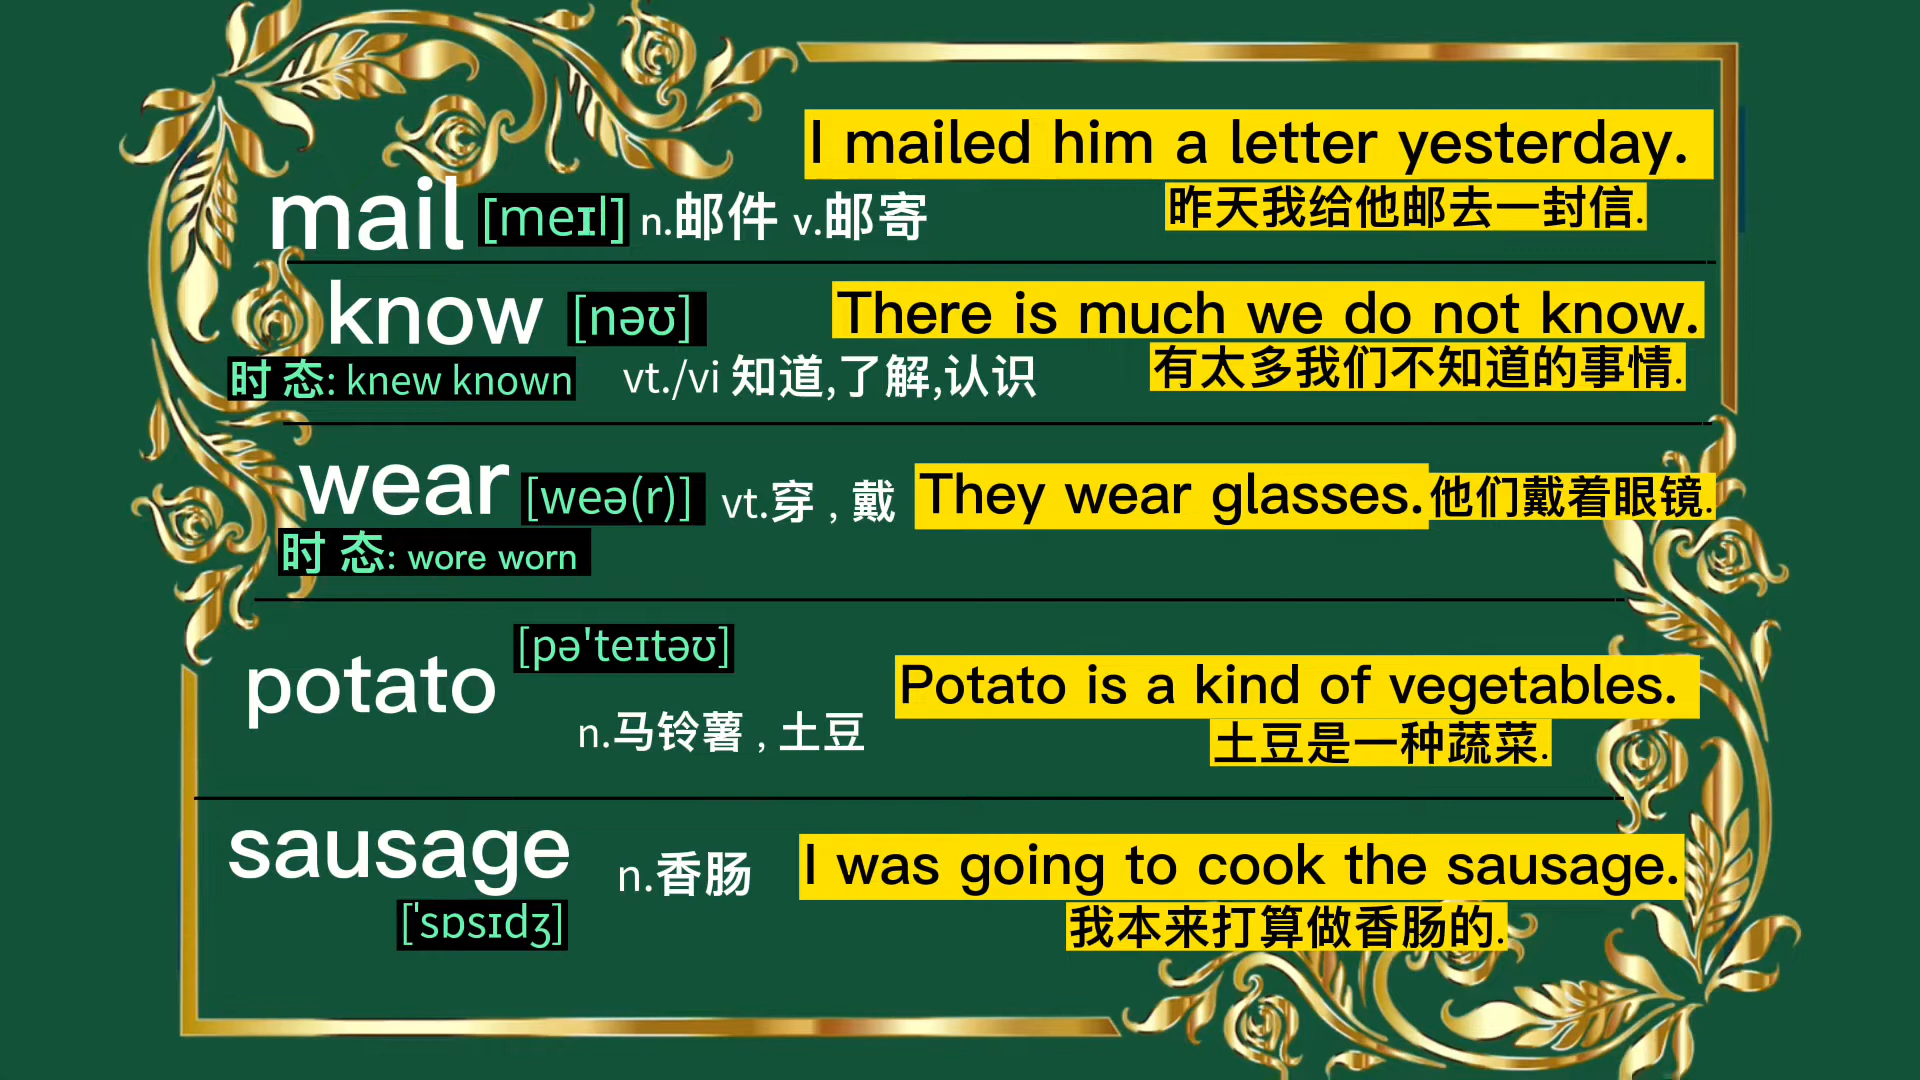 I mailed him a letter yesterday.
mail [meɪl] n.邮件 v.邮寄
昨天我给他邮去一封信.
know [nəʊ]
There is much we do not know.
时 态: knew known
vt./vi 知道,了解,认识
有太多我们不知道的事情.
wear [weə(r)] vt.穿 , 戴
They wear glasses.他们戴着眼镜.
时 态: wore worn
potato [pə'teɪtəʊ]
n.马铃薯 , 土豆
Potato is a kind of vegetables.
土豆是一种蔬菜.
sausage
['sɒsɪdʒ]
n.香肠
I was going to cook the sausage.
我本来打算做香肠的.